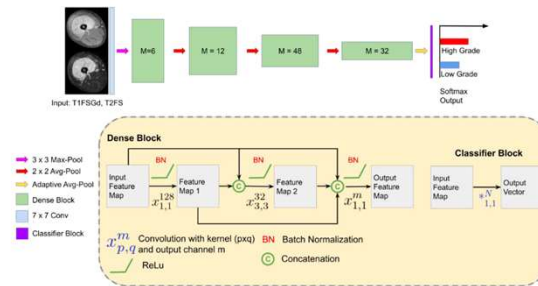 M=6
M = 12
M = 48
M = 32
High Grade
Low Grade
Softmax
Output
Input: T1FSGd, T2FS
3 x 3 Max-Pool
2 x 2 Avg-Pool
Adaptive Avg-Pool
Dense Block
7 x 7 Conv
Classifier Block
Dense Block
BN
BN
BN
Classifier Block
Input
Feature
Map
Feature
Map 1
C
Feature
Map 2
C
Output
Feature
Map
Input
Feature
Map
Output
Vector
x^{128}_{1,1}
x^{32}_{3,3}
x^{m}_{1,1}
*^{N}_{1,1}
x^{m}_{p,q} Convolution with kernel (pxq)
and output channel m
BN Batch Normalization
C Concatenation
ReLu